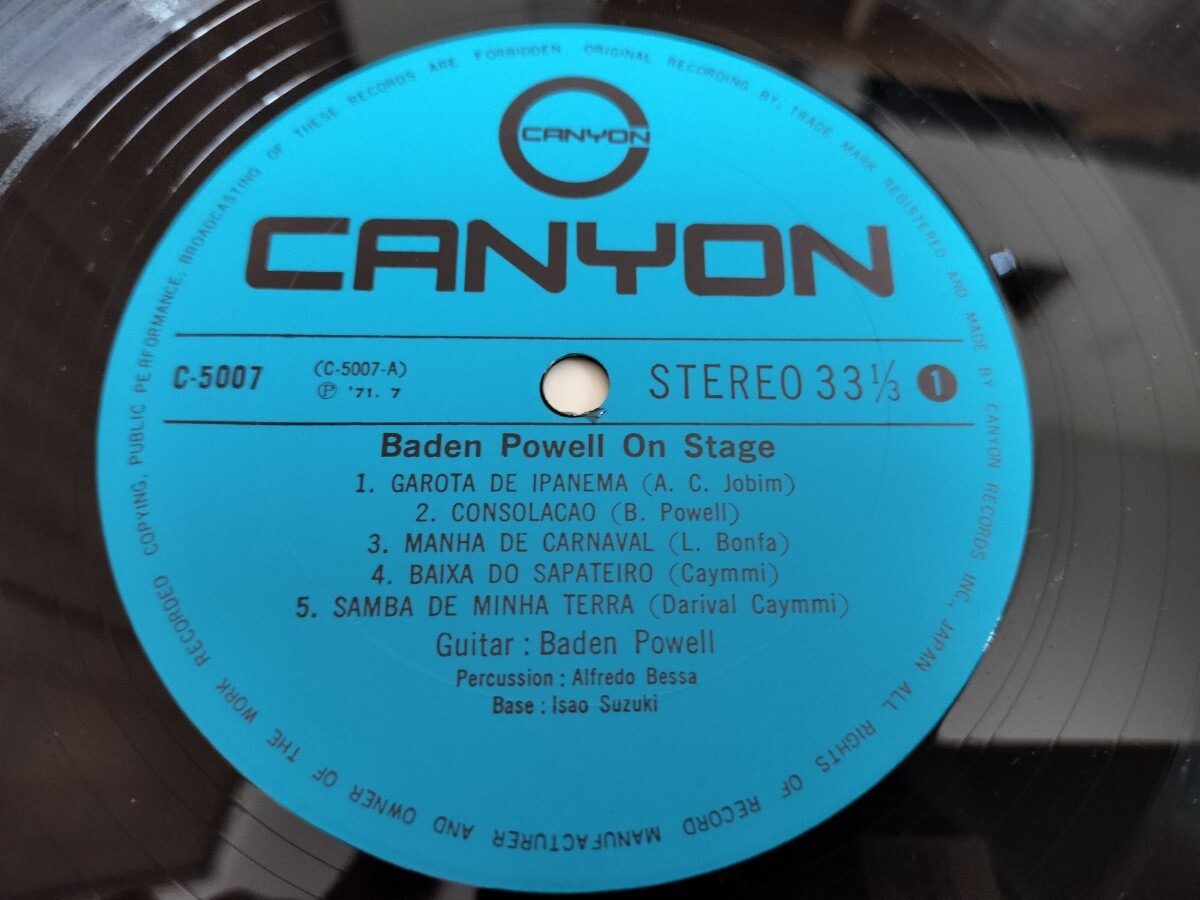 CANYON
CANYON
C-5007
(C-5007-A)
Ⓟ '71. 7
STEREO 33 1/3 1
Baden Powell On Stage
1. GAROTA DE IPANEMA (A. C. Jobim)
2. CONSOLACAO (B. Powell)
3. MANHA DE CARNAVAL (L. Bonfa)
4. BAIXA DO SAPATEIRO (Caymmi)
5. SAMBA DE MINHA TERRA (Darival Caymmi)
Guitar : Baden Powell
Percussion : Alfredo Bessa
Base : Isao Suzuki
ORIGINAL RECORDING BY, TRADE MARK REGISTERED AND MADE BY CANYON RECORDS INC., JAPAN ALL RIGHTS OF RECORD MANUFACTURER AND OWNER OF THE WORK RECORDED COPYING, PUBLIC PERFORMANCE, BROADCASTING OF THESE RECORDS ARE FORBIDDEN